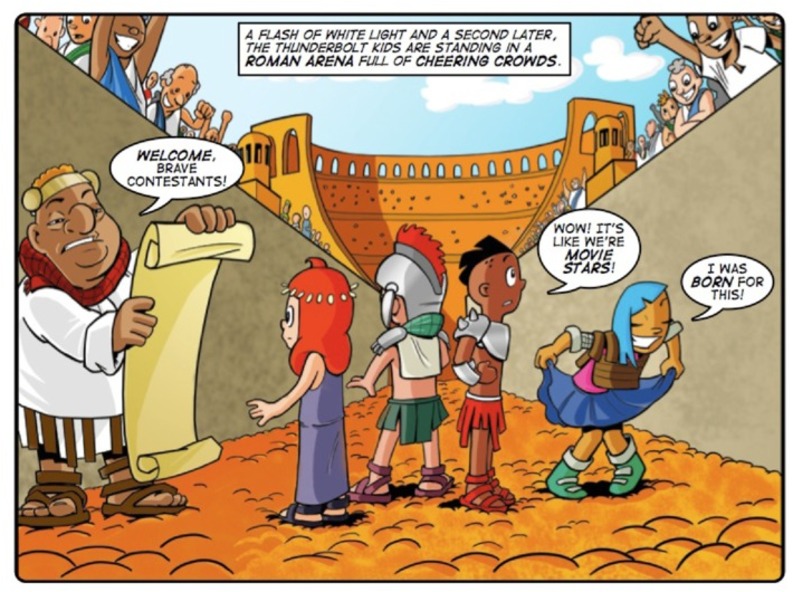 A FLASH OF WHITE LIGHT AND A SECOND LATER,
THE THUNDERBOLT KIDS ARE STANDING IN A
ROMAN ARENA FULL OF CHEERING CROWDS.
WELCOME,
BRAVE
CONTESTANTS!
WOW! IT'S
LIKE WE'RE
MOVIE
STARS!
I WAS
BORN FOR
THIS!